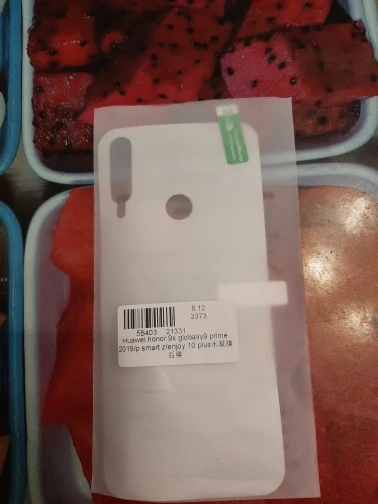 8.12
3373
5B403 21331
Huawei honor 9x global/y9 prime
2019/p smart z/enjoy 10 plus水凝膜
后膜